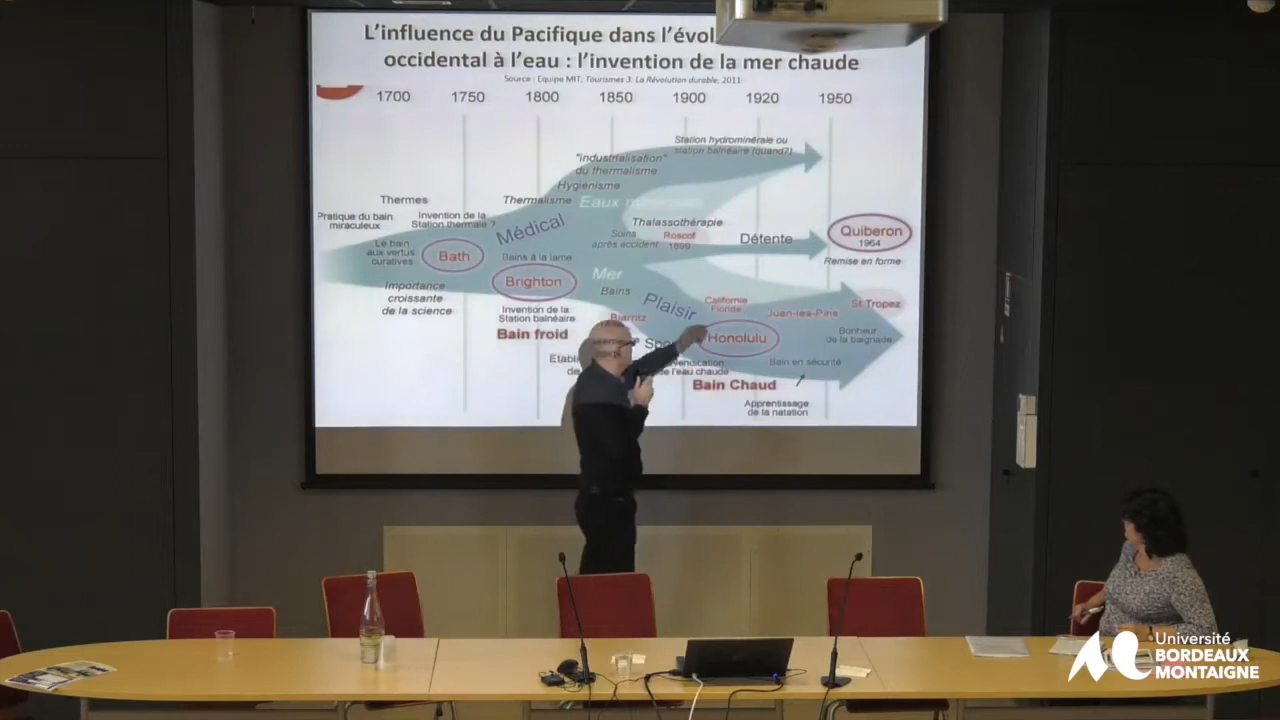 L'influence du Pacifique dans l'évol
occidental à l'eau : l'invention de la mer chaude
Source : Equipe MIT, Tourismes 3. La Révolution durable, 2011.
1700 1750 1800 1850 1900 1920 1950
Station hydrominérale ou
station balnéaire (quand?)
"industrialisation"
du thermalisme
Hygiénisme
Thermes
Thermalisme
Eaux
Pratique du bain
miraculeux
Invention de la
Station thermale ?
Médical
Thalassothérapie
Soins
après accident
Roscof
1899
Détente
Quiberon
1964
Remise en forme
Le bain
aux vertus
curatives
Bath
Bains à la lame
Importance
croissante
de la science
Brighton
Mer
Bains
Plaisir
Californie
Floride
Juan-les-Pins
St Tropez
Invention de la
Station balnéaire
Bain froid
Biarritz
Honolulu
Bonheur
de la baignade
Bain en sécurité
l'eau chaude
Bain Chaud
Apprentissage
de la natation
Université
BORDEAUX
MONTAIGNE